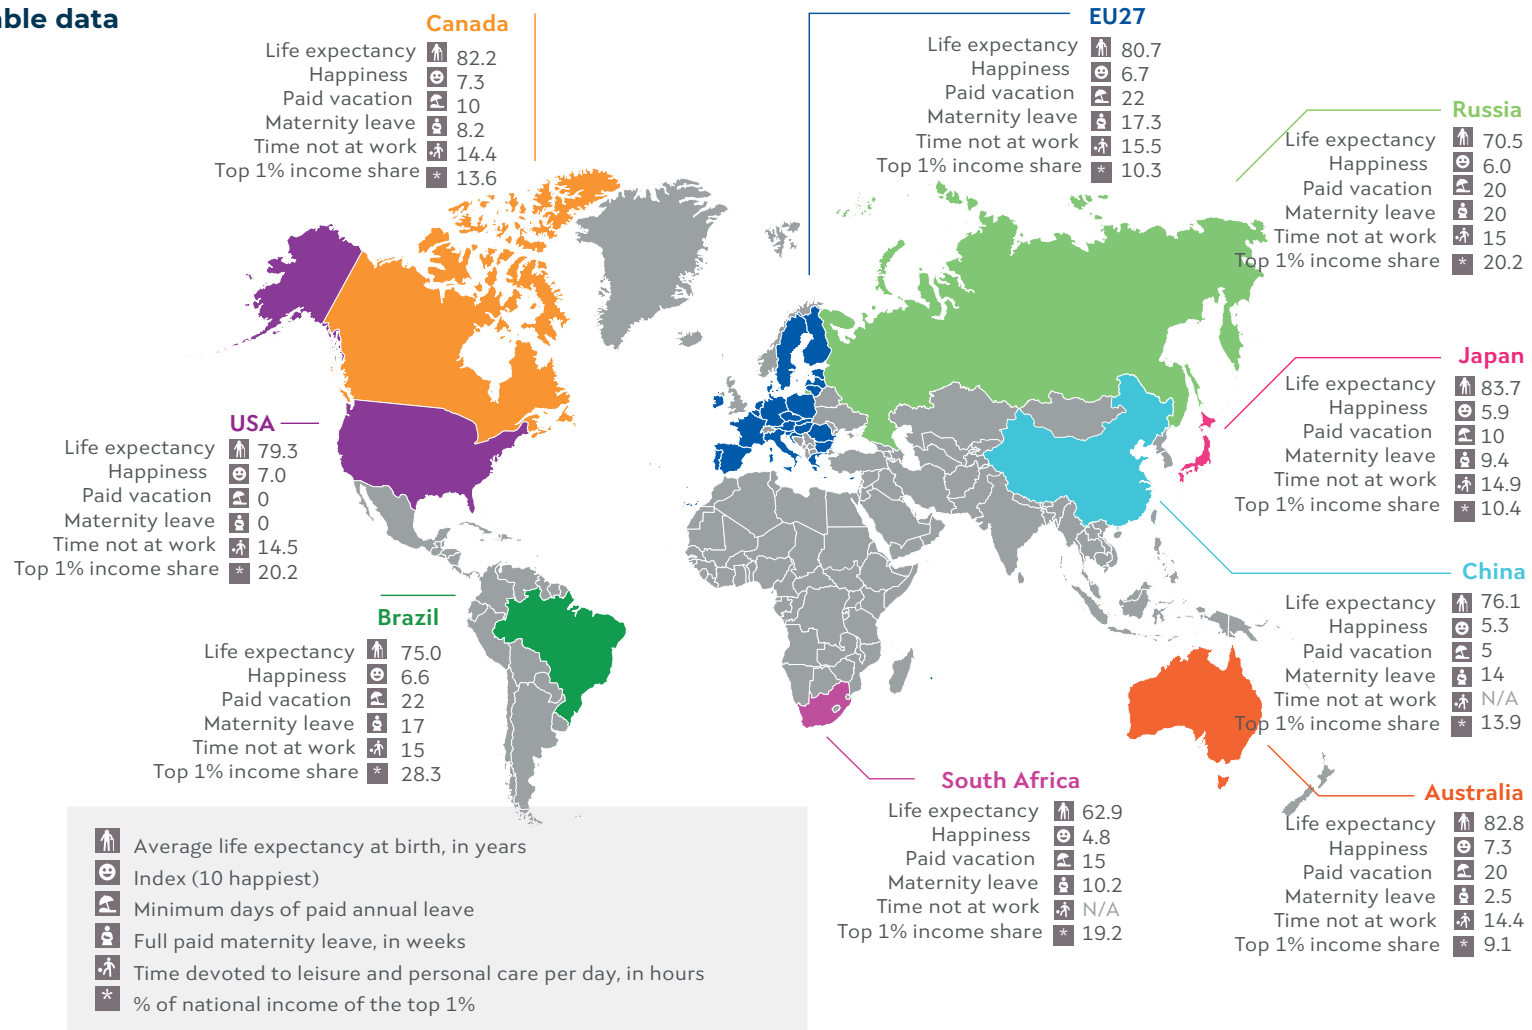 able data
Canada
Life expectancy 82.2
Happiness 7.3
Paid vacation 10
Maternity leave 8.2
Time not at work 14.4
Top 1% income share * 13.6
EU27
Life expectancy 80.7
Happiness 6.7
Paid vacation 22
Maternity leave 17.3
Time not at work 15.5
Top 1% income share * 10.3
Russia
Life expectancy 70.5
Happiness 6.0
Paid vacation 20
Maternity leave 20
Time not at work 15
Top 1% income share * 20.2
Japan
Life expectancy 83.7
Happiness 5.9
Paid vacation 10
Maternity leave 9.4
Time not at work 14.9
Top 1% income share * 10.4
USA
Life expectancy 79.3
Happiness 7.0
Paid vacation 0
Maternity leave 0
Time not at work 14.5
Top 1% income share * 20.2
China
Life expectancy 76.1
Happiness 5.3
Paid vacation 5
Maternity leave 14
Time not at work N/A
Top 1% income share * 13.9
Brazil
Life expectancy 75.0
Happiness 6.6
Paid vacation 22
Maternity leave 17
Time not at work 15
Top 1% income share * 28.3
South Africa
Life expectancy 62.9
Happiness 4.8
Paid vacation 15
Maternity leave 10.2
Time not at work N/A
Top 1% income share * 19.2
Australia
Life expectancy 82.8
Happiness 7.3
Paid vacation 20
Maternity leave 2.5
Time not at work 14.4
Top 1% income share * 9.1
Average life expectancy at birth, in years
Index (10 happiest)
Minimum days of paid annual leave
Full paid maternity leave, in weeks
Time devoted to leisure and personal care per day, in hours
* % of national income of the top 1%